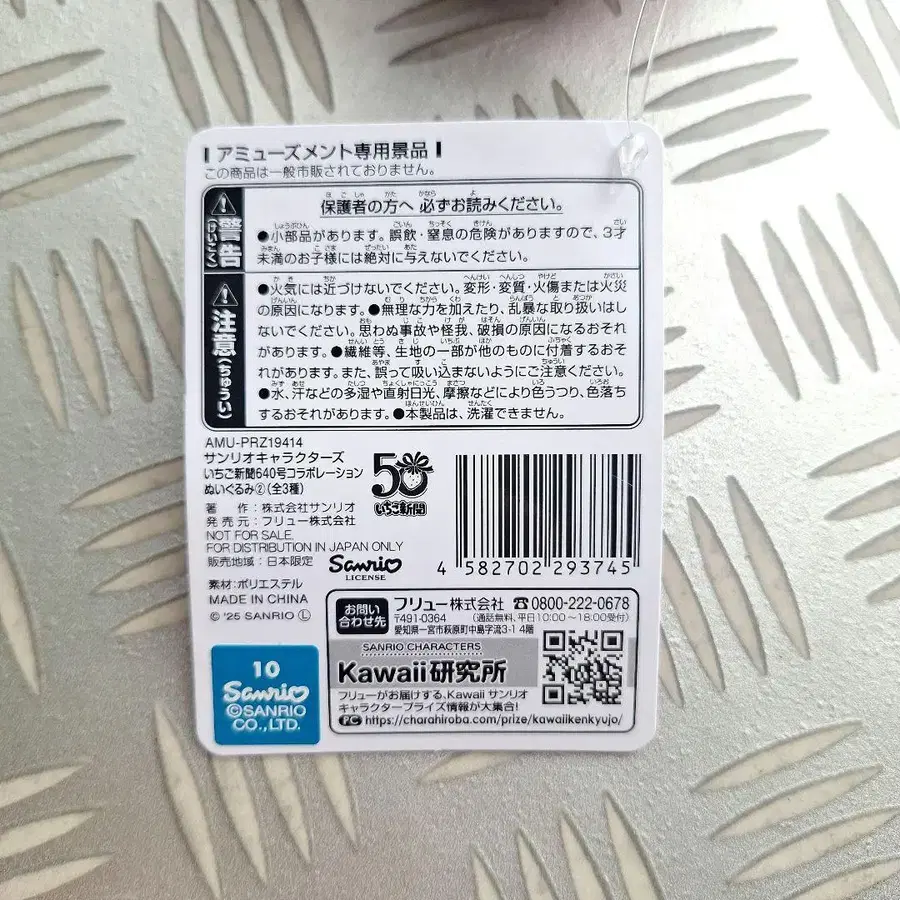 アミューズメント専用景品
この商品は一般市販されておりません。
警告
(けいこく)
保護者の方へ 必ずお読みください。
●小部品があります。誤飲・窒息の危険がありますので、3才
未満のお子様には絶対に与えないでください。
注意
(ちゅうい)
●火気には近づけないでください。変形・変質・火傷または火災
の原因になります。●無理な力を加えたり、乱暴な取り扱いはし
ないでください。思わぬ事故や怪我、破損の原因になるおそれ
があります。●繊維等、生地の一部が他のものに付着するおそ
れがあります。また、誤って吸い込まないようにご注意ください。
●水、汗などの多湿や直射日光、摩擦などにより色うつり、色落ち
するおそれがあります。●本製品は、洗濯できません。
AMU-PRZ19414
サンリオキャラクターズ
いちご新聞640号コラボレーション
ぬいぐるみ②(全3種)
50
いちご新聞
著 作:株式会社サンリオ
発 売 元:フリュー株式会社
NOT FOR SALE.
FOR DISTRIBUTION IN JAPAN ONLY
販売地域:日本限定
Sanrio
LICENSE
4 582702 293745
素材:ポリエステル
MADE IN CHINA
© '25 SANRIO Ⓛ
10
Sanrio
©SANRIO
CO.,LTD.
お問い
合わせ先
フリュー株式会社 ☎0800-222-0678
〒491-0364 (通話無料、平日10:00~18:00受付)
愛知県一宮市萩原町中島字流3-1 4階
SANRIO CHARACTERS
Kawaii研究所
フリューがお届けする、Kawaii サンリオ
キャラクタープライズ情報が大集合!
PC https://charahiroba.com/prize/kawaiikenkyujo/